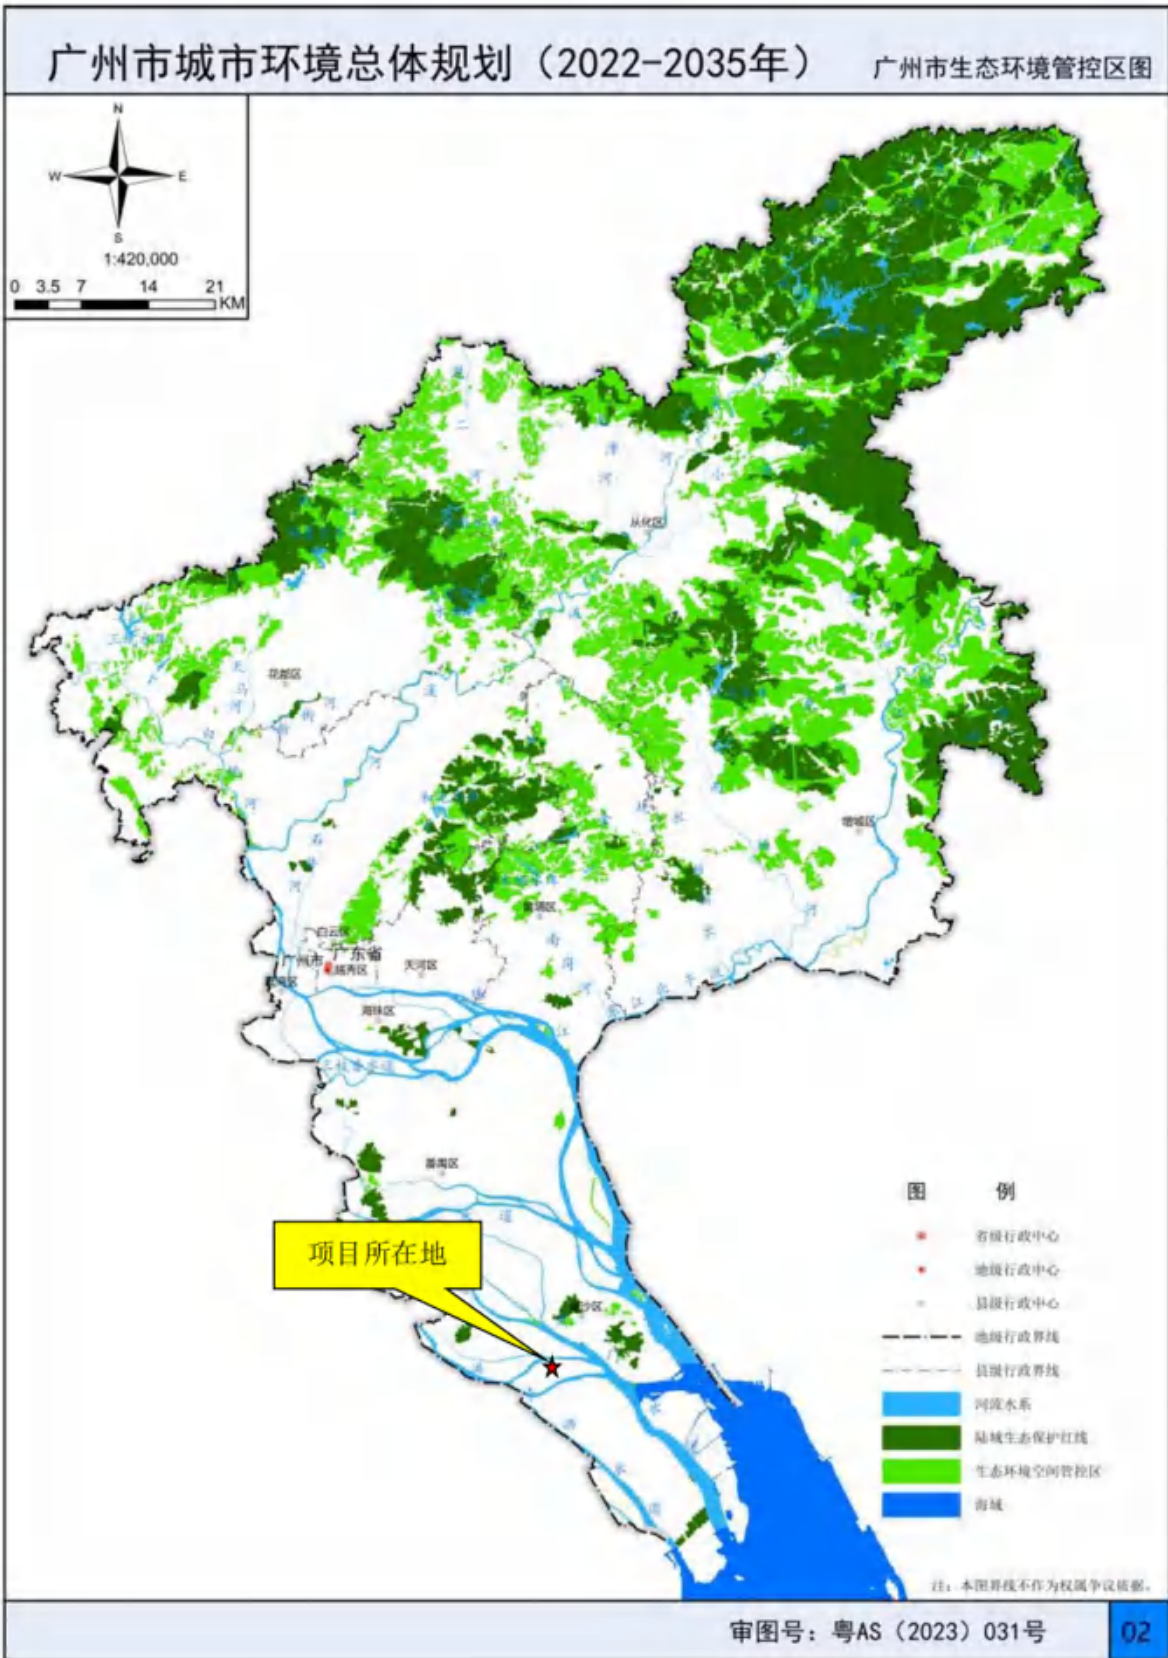 广州市城市环境总体规划（2022-2035年）
广州市生态环境管控区图
N
W
E
S
1:420,000
0 3.5 7 14 21
KM
从化区
花都区
增城区
黄埔区
白云区
广州市
广东省
越秀区
天河区
海珠区
番禺区
项目所在地
图 例
省级行政中心
地级行政中心
县级行政中心
地级行政界线
县级行政界线
河流水系
陆域生态保护红线
生态环境空间管控区
海域
注：本图界线不作为权属争议依据。
审图号：粤AS（2023）031号
02